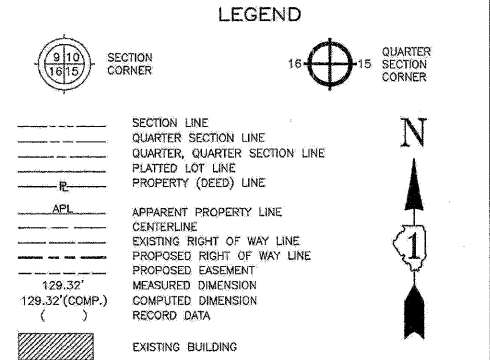 LEGEND
9 10
16 15
SECTION
CORNER
16
15
QUARTER
SECTION
CORNER
SECTION LINE
QUARTER SECTION LINE
QUARTER, QUARTER SECTION LINE
PLATTED LOT LINE
PL PROPERTY (DEED) LINE
APL APPARENT PROPERTY LINE
CENTERLINE
EXISTING RIGHT OF WAY LINE
PROPOSED RIGHT OF WAY LINE
PROPOSED EASEMENT
129.32' MEASURED DIMENSION
129.32'(COMP.) COMPUTED DIMENSION
( ) RECORD DATA
EXISTING BUILDING
N
1